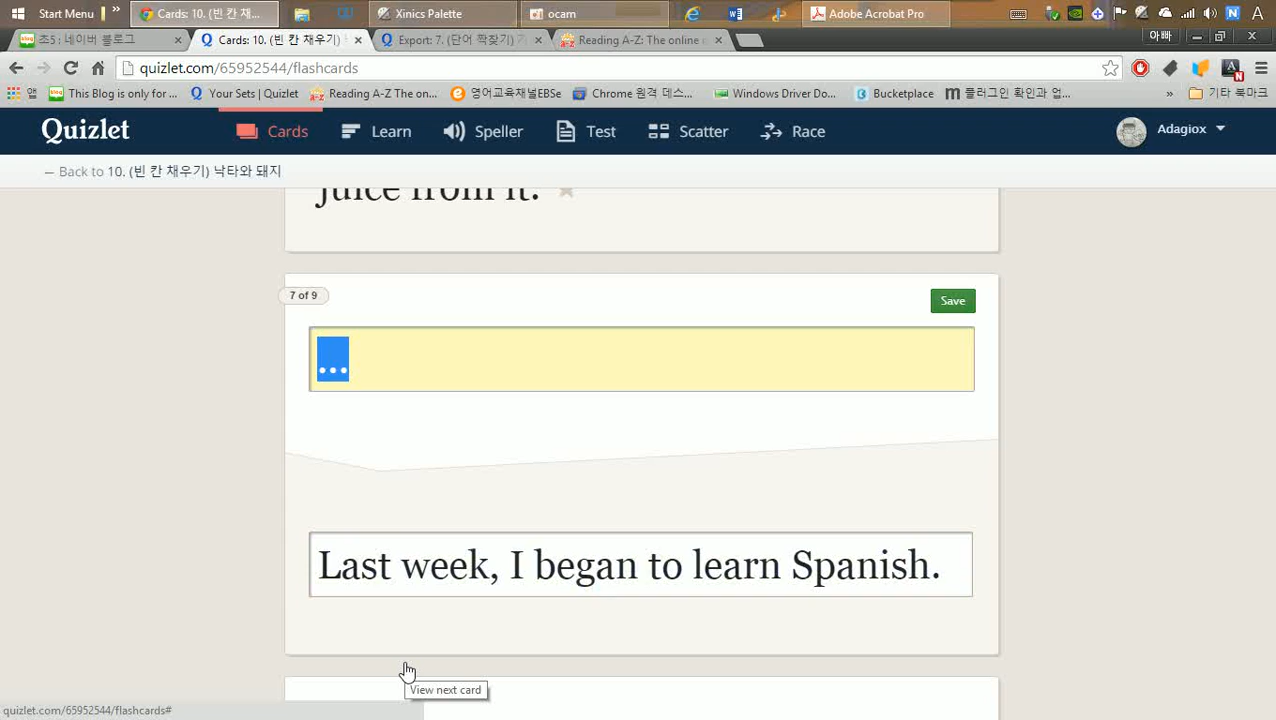 Start Menu
»
Cards: 10. (빈 칸 채우...
Xinics Palette
ocam
Adobe Acrobat Pro
A
초5 : 네이버 블로그
Cards: 10. (빈 칸 채우기)
Export: 7. (단어 짝찾기)
Reading A-Z: The online
아빠
quizlet.com/65952544/flashcards
앱
This Blog is only for ...
Your Sets | Quizlet
Reading A-Z The on...
영어교육채널EBSe
Chrome 원격 데스...
Windows Driver Do...
Bucketplace
플러그인 확인과 업...
»
기타 북마크
Quizlet
Cards
Learn
Speller
Test
Scatter
Race
Adagiox
← Back to 10. (빈 칸 채우기) 낙타와 돼지
juice from it.
7 of 9
Save
...
Last week, I began to learn Spanish.
View next card
quizlet.com/65952544/flashcards#